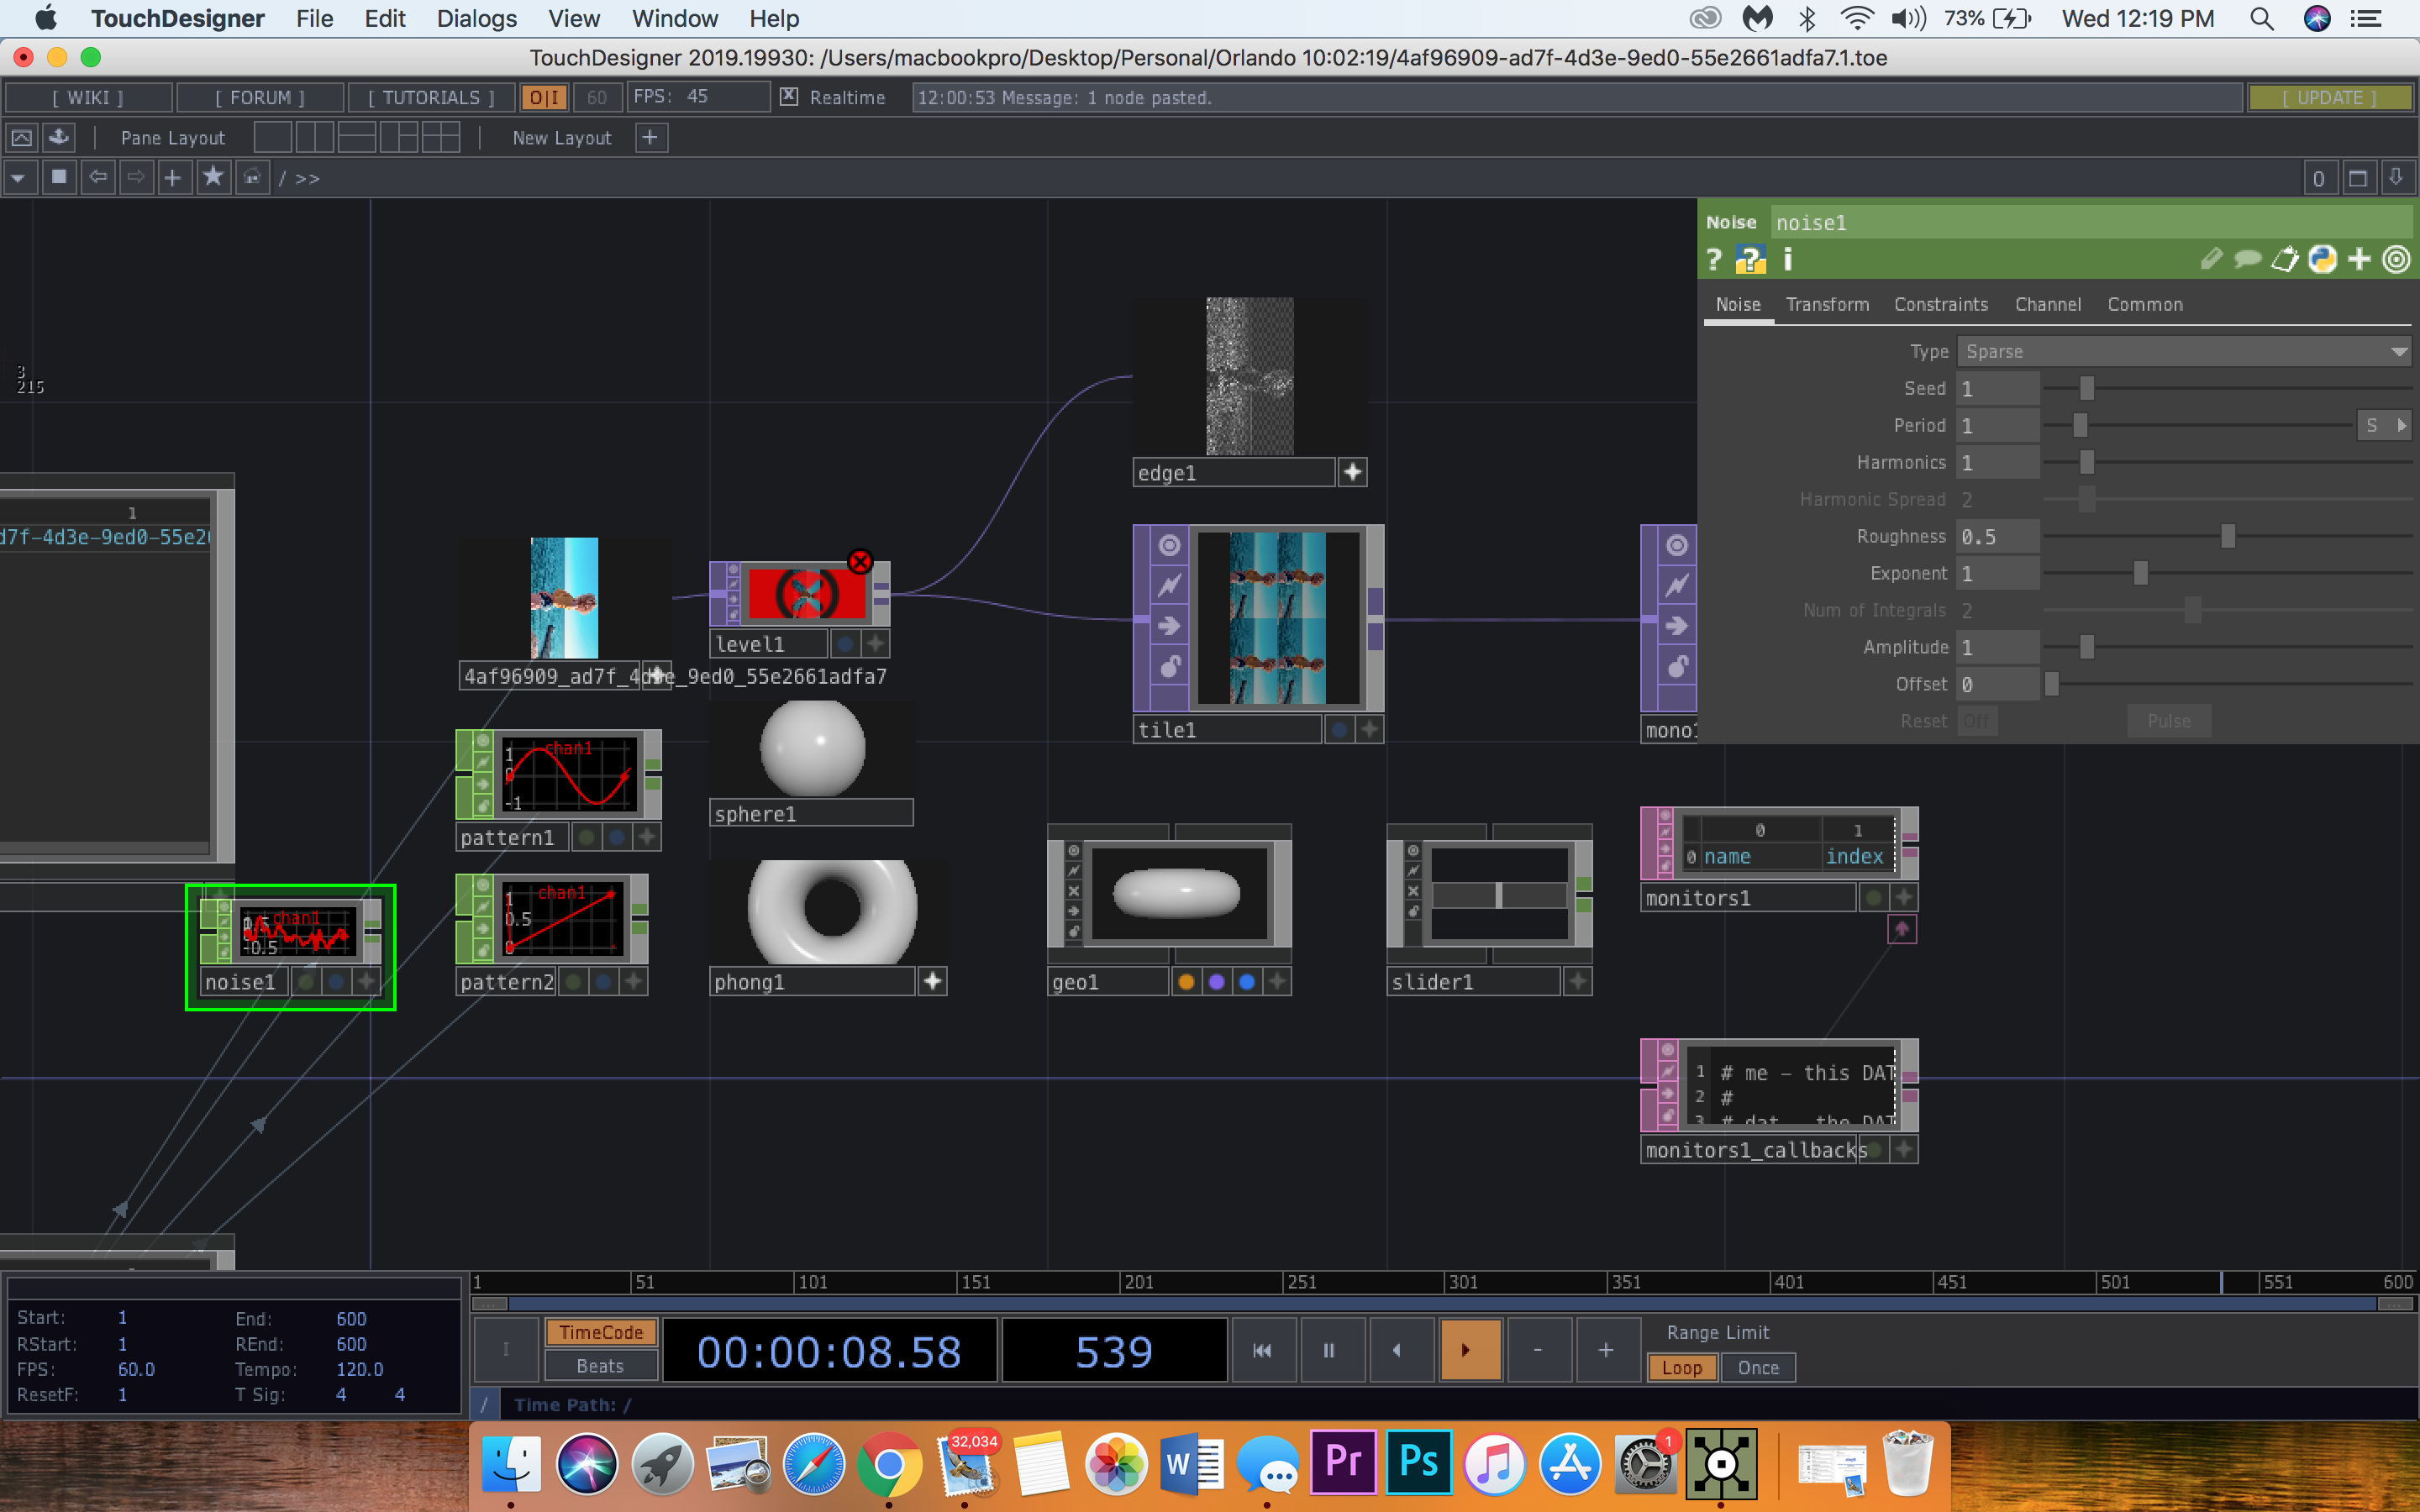 TouchDesigner File Edit Dialogs View Window Help 73% Wed 12:19 PM
TouchDesigner 2019.19930: /Users/macbookpro/Desktop/Personal/Orlando 10:02:19/4af96909-ad7f-4d3e-9ed0-55e2661adfa7.1.toe
[ WIKI ] [ FORUM ] [ TUTORIALS ] O|I 60 FPS: 45 Realtime 12:00:53 Message: 1 node pasted. [ UPDATE ]
Pane Layout New Layout +
/ >> 0
Noise noise1
? ? i
Noise Transform Constraints Channel Common
Type Sparse
Seed 1
Period 1 S
Harmonics 1
Harmonic Spread 2
Roughness 0.5
Exponent 1
Num of Integrals 2
Amplitude 1
Offset 0
Reset Off Pulse
3
215
edge1
1
d7f-4d3e-9ed0-55e2
level1
4af96909_ad7f_4d3e_9ed0_55e2661adfa7
tile1
mono1
chan1
1
-1
pattern1
sphere1
0 1
0 name index
monitors1
chan1
-0.5
noise1
chan1
1
0.5
0
pattern2
phong1
geo1
slider1
1 # me - this DAT
2 #
3 # dat - the DAT
monitors1_callbacks
1 51 101 151 201 251 301 351 401 451 501 551 600
Start: 1 End: 600
RStart: 1 REnd: 600
FPS: 60.0 Tempo: 120.0
ResetF: 1 T Sig: 4 4
I TimeCode Beats 00:00:08.58 539 - + Range Limit
Loop Once
/ Time Path: /
32,034 W Pr Ps 1